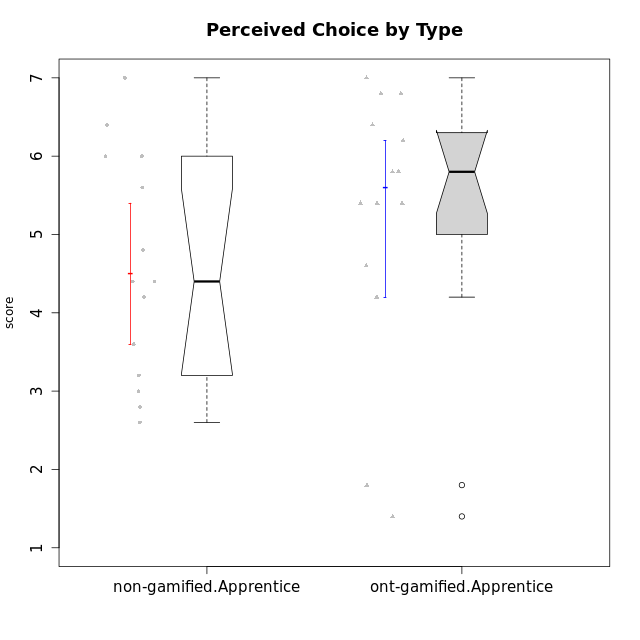 Perceived Choice by Type
7
6
5
4
3
2
1
score
non-gamified.Apprentice
ont-gamified.Apprentice